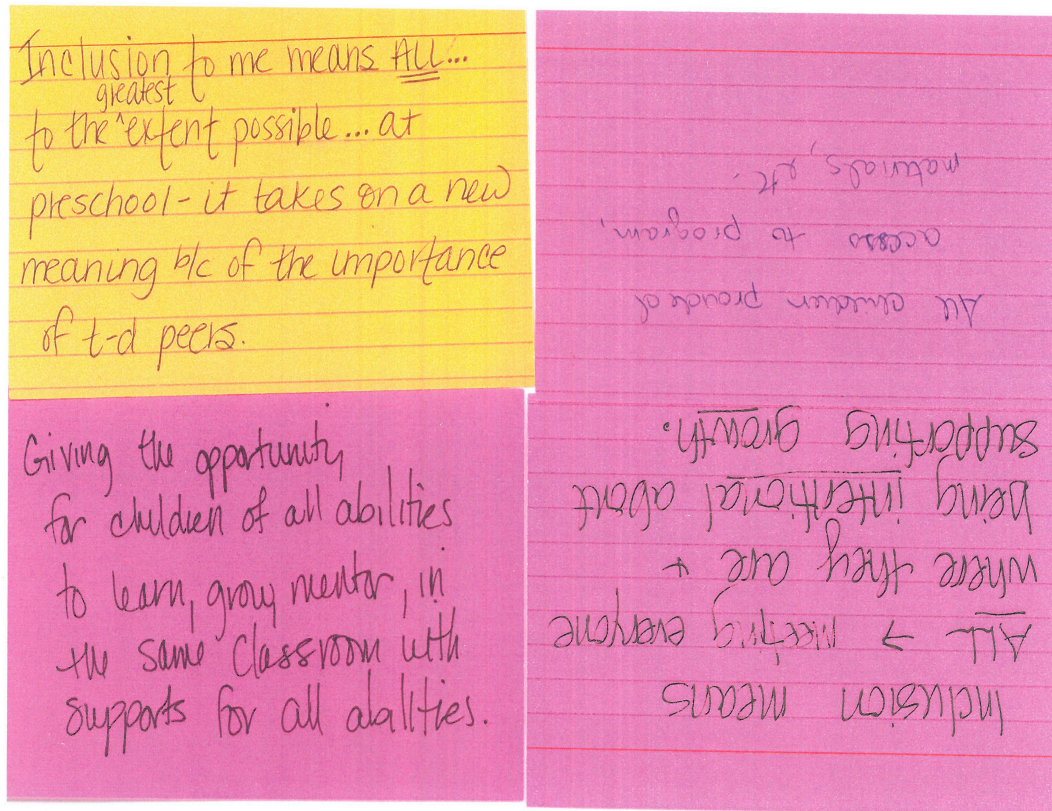 Inclusion to me means ALL...
to the ^greatest extent possible... at
preschool - it takes on a new
meaning b/c of the importance
of t-d peers.
All children provided
access to program,
materials, etc.
Giving the opportunity
for children of all abilities
to learn, grow, mentor, in
the same classroom with
supports for all abalities.
Inclusion means
ALL → meeting everyone
where they are +
being intentional about
supporting growth.